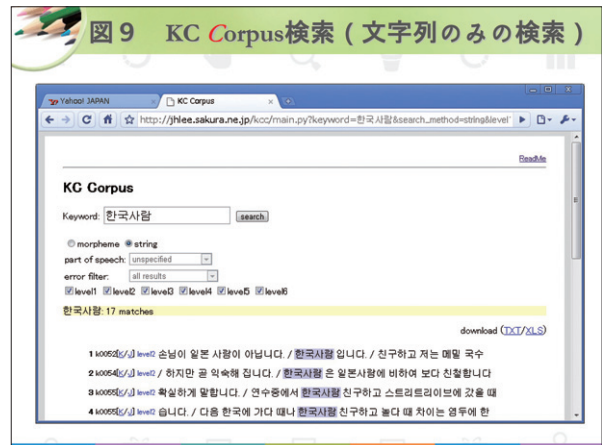 図９ KC Corpus検索（文字列のみの検索）
Yahoo! JAPAN
KC Corpus
http://jhlee.sakura.ne.jp/kcc/main.py?keyword=한국사람&search_method=string&level
ReadMe
KC Corpus
Keyword: 한국사람 search
morpheme string
part of speech: unspecified
error filter: all results
level1 level2 level3 level4 level5 level6
한국사람: 17 matches
download (TXT/XLS)
1 k0052[K/J] level2 손님이 일본 사람이 아닙니다. / 한국사람 입니다. / 친구하고 저는 메밀 국수
2 k0054[K/J] level2 / 하지만 곧 익숙해 집니다. / 한국사람 은 일본사람에 비하여 보다 친절합니다
3 k0055[K/J] level2 확실하게 말합니다. / 연수중에서 한국사람 친구하고 스트리트리이브에 갔을 때
4 k0055[K/J] level2 습니다. / 다음 한국에 가다 때나 한국사람 친구하고 놀다 때 차이는 염두에 한